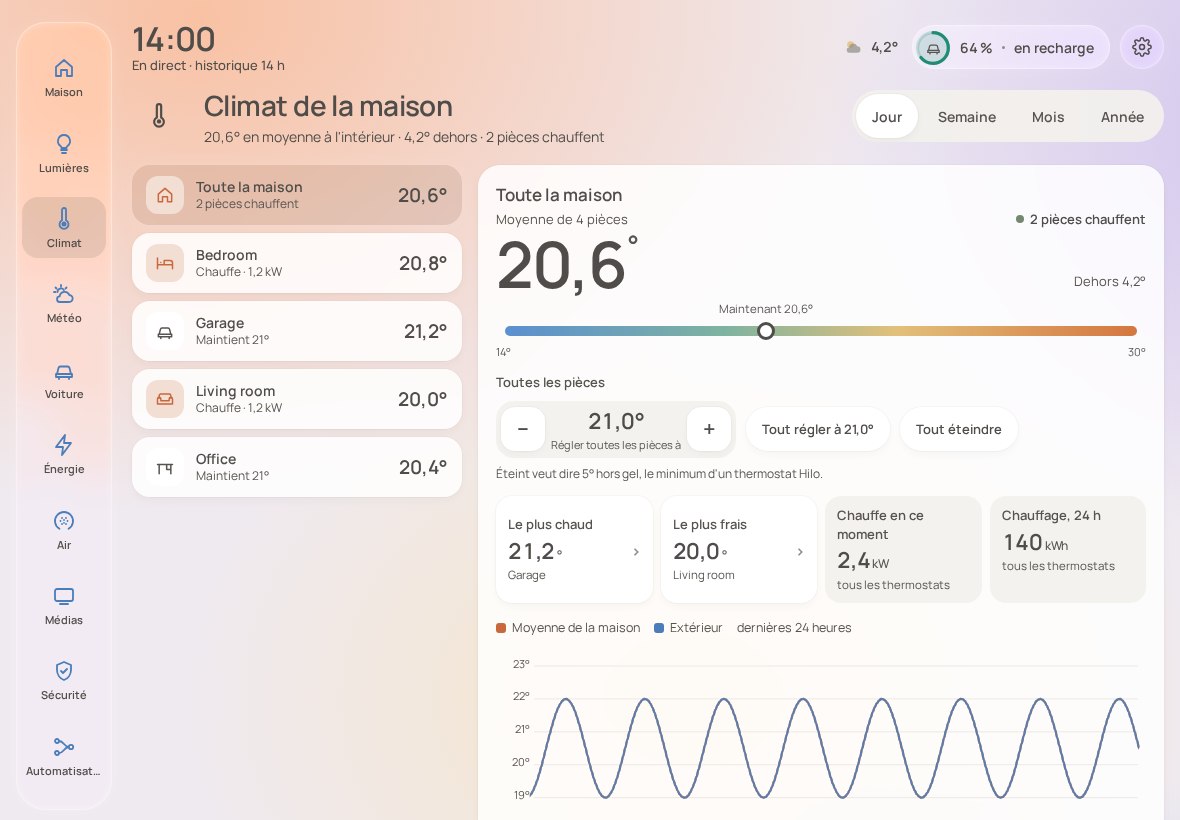 14:00
En direct · historique 14 h
4,2°
64 % • en recharge
Maison
Lumières
Climat
Météo
Voiture
Énergie
Air
Médias
Sécurité
Automatisat…
Climat de la maison
20,6° en moyenne à l'intérieur · 4,2° dehors · 2 pièces chauffent
Jour
Semaine
Mois
Année
Toute la maison
2 pièces chauffent
20,6°
Bedroom
Chauffe · 1,2 kW
20,8°
Garage
Maintient 21°
21,2°
Living room
Chauffe · 1,2 kW
20,0°
Office
Maintient 21°
20,4°
Toute la maison
Moyenne de 4 pièces
2 pièces chauffent
20,6°
Dehors 4,2°
Maintenant 20,6°
14°
30°
Toutes les pièces
−
21,0°
Régler toutes les pièces à
+
Tout régler à 21,0°
Tout éteindre
Éteint veut dire 5° hors gel, le minimum d'un thermostat Hilo.
Le plus chaud
21,2°
Garage
Le plus frais
20,0°
Living room
Chauffe en ce
moment
2,4 kW
tous les thermostats
Chauffage, 24 h
140 kWh
tous les thermostats
Moyenne de la maison
Extérieur
dernières 24 heures
23°
22°
21°
20°
19°